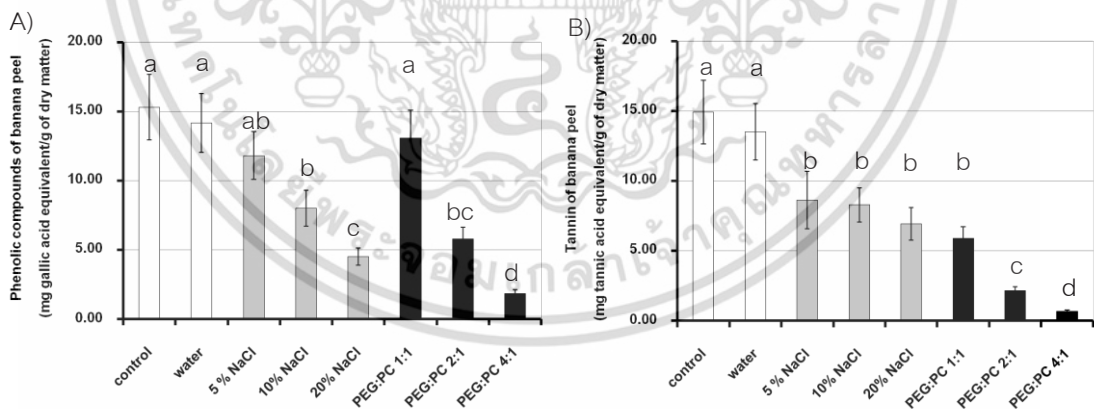 A)
Phenolic compounds of banana peel
(mg gallic acid equivalent/g of dry matter)
20.00
15.00
10.00
5.00
0.00
a
a
ab
b
c
a
bc
d
control
water
5 % NaCl
10% NaCl
20% NaCl
PEG:PC 1:1
PEG:PC 2:1
PEG:PC 4:1
B)
Tannin of banana peel
(mg tannic acid equivalent/g of dry matter)
20.00
15.00
10.00
5.00
0.00
a
a
b
b
b
b
c
d
control
water
5 % NaCl
10% NaCl
20% NaCl
PEG:PC 1:1
PEG:PC 2:1
PEG:PC 4:1